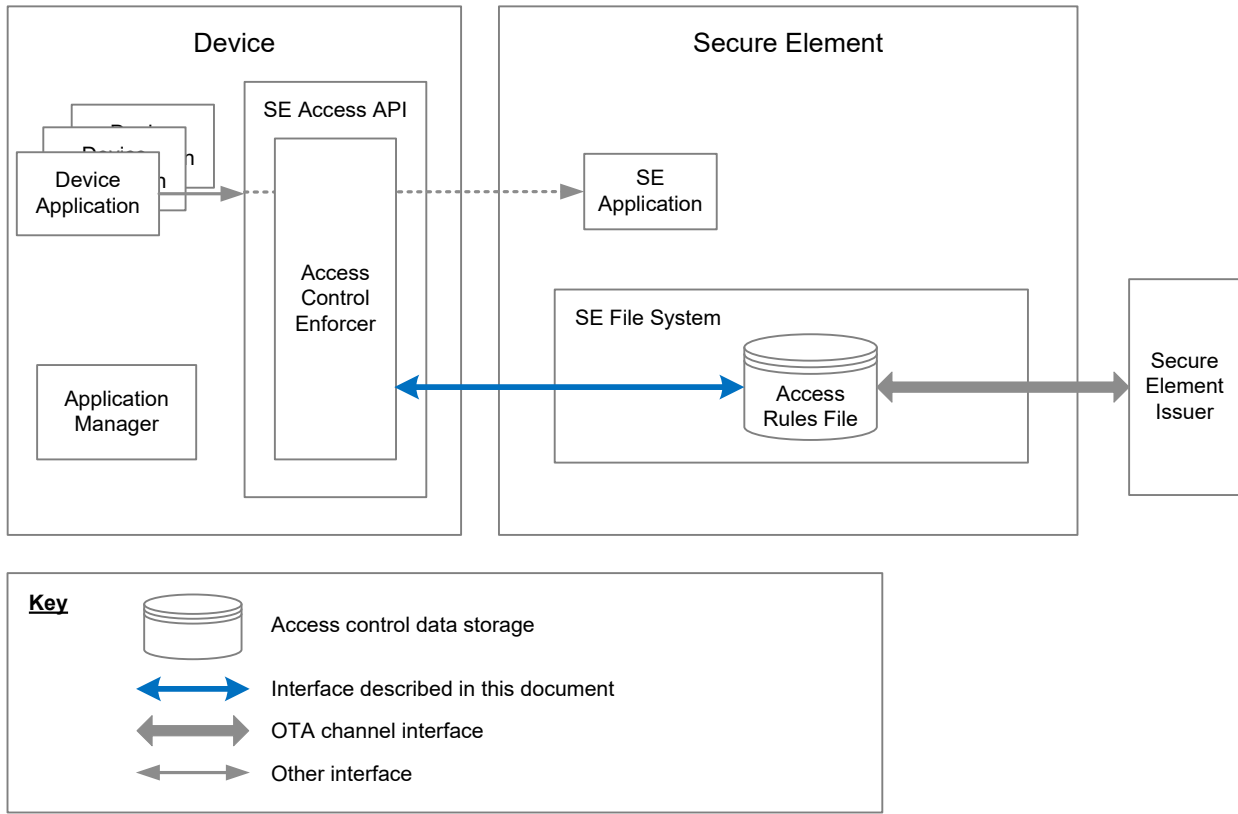 Device
Secure Element
SE Access API
Device
Application
SE
Application
Access
Control
Enforcer
SE File System
Application
Manager
Access
Rules File
Secure
Element
Issuer
Key
Access control data storage
Interface described in this document
OTA channel interface
Other interface